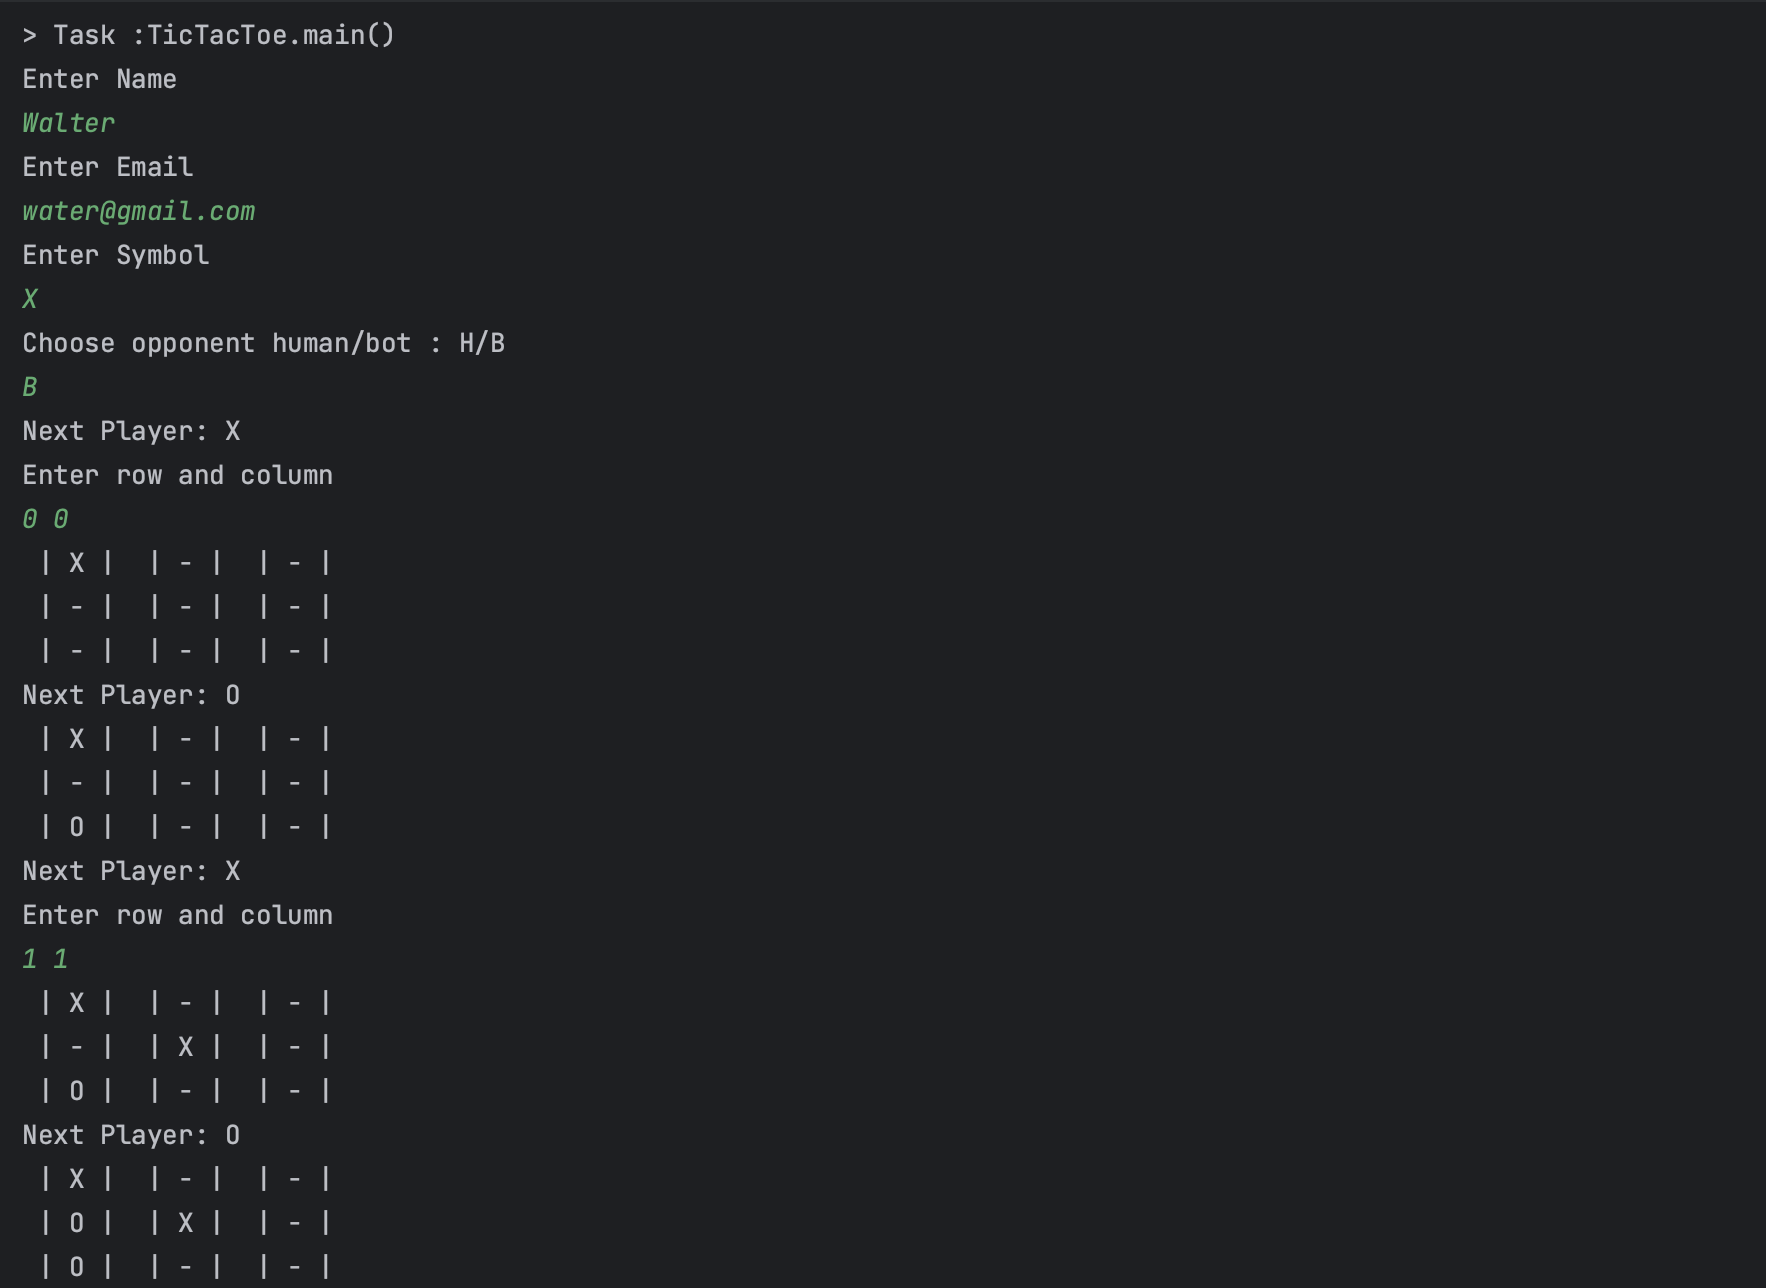 > Task :TicTacToe.main()
Enter Name
Walter
Enter Email
water@gmail.com
Enter Symbol
X
Choose opponent human/bot : H/B
B
Next Player: X
Enter row and column
0 0
 | X |  | - |  | - |
 | - |  | - |  | - |
 | - |  | - |  | - |
Next Player: O
 | X |  | - |  | - |
 | - |  | - |  | - |
 | O |  | - |  | - |
Next Player: X
Enter row and column
1 1
 | X |  | - |  | - |
 | - |  | X |  | - |
 | O |  | - |  | - |
Next Player: O
 | X |  | - |  | - |
 | O |  | X |  | - |
 | O |  | - |  | - |